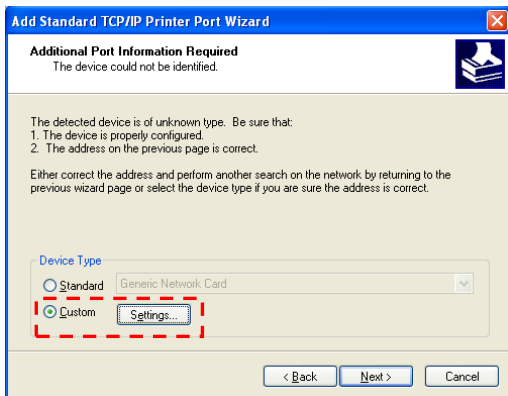 Add Standard TCP/IP Printer Port Wizard
Additional Port Information Required
The device could not be identified.
The detected device is of unknown type. Be sure that:
1. The device is properly configured.
2. The address on the previous page is correct.
Either correct the address and perform another search on the network by returning to the
previous wizard page or select the device type if you are sure the address is correct.
Device Type
Standard Generic Network Card
Custom Settings...
< Back Next > Cancel